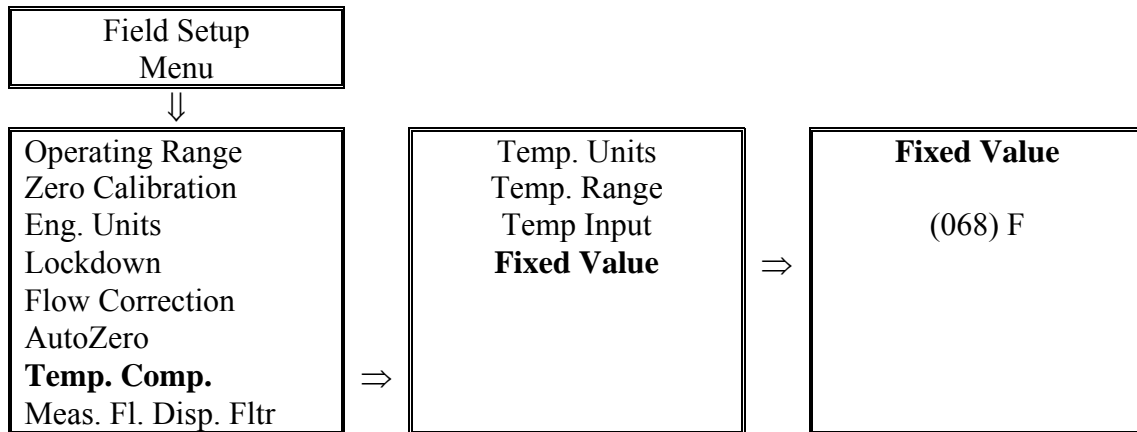 Field Setup
Menu
⇓
Operating Range
Zero Calibration
Eng. Units
Lockdown
Flow Correction
AutoZero
Temp. Comp.
Meas. Fl. Disp. Fltr
⇒
Temp. Units
Temp. Range
Temp Input
Fixed Value
⇒
Fixed Value
(068) F